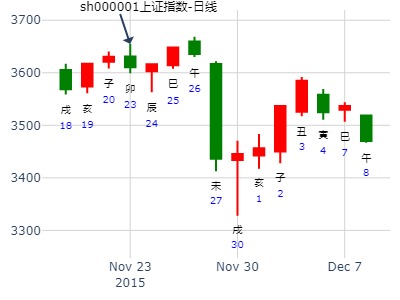 sh000001上证指数-日线
3700
3600
3500
3400
3300
戌
18
亥
19
子
20
卯
23
辰
24
巳
25
午
26
未
27
戌
30
亥
1
子
2
丑
3
寅
4
巳
7
午
8
Nov 23
2015
Nov 30
Dec 7